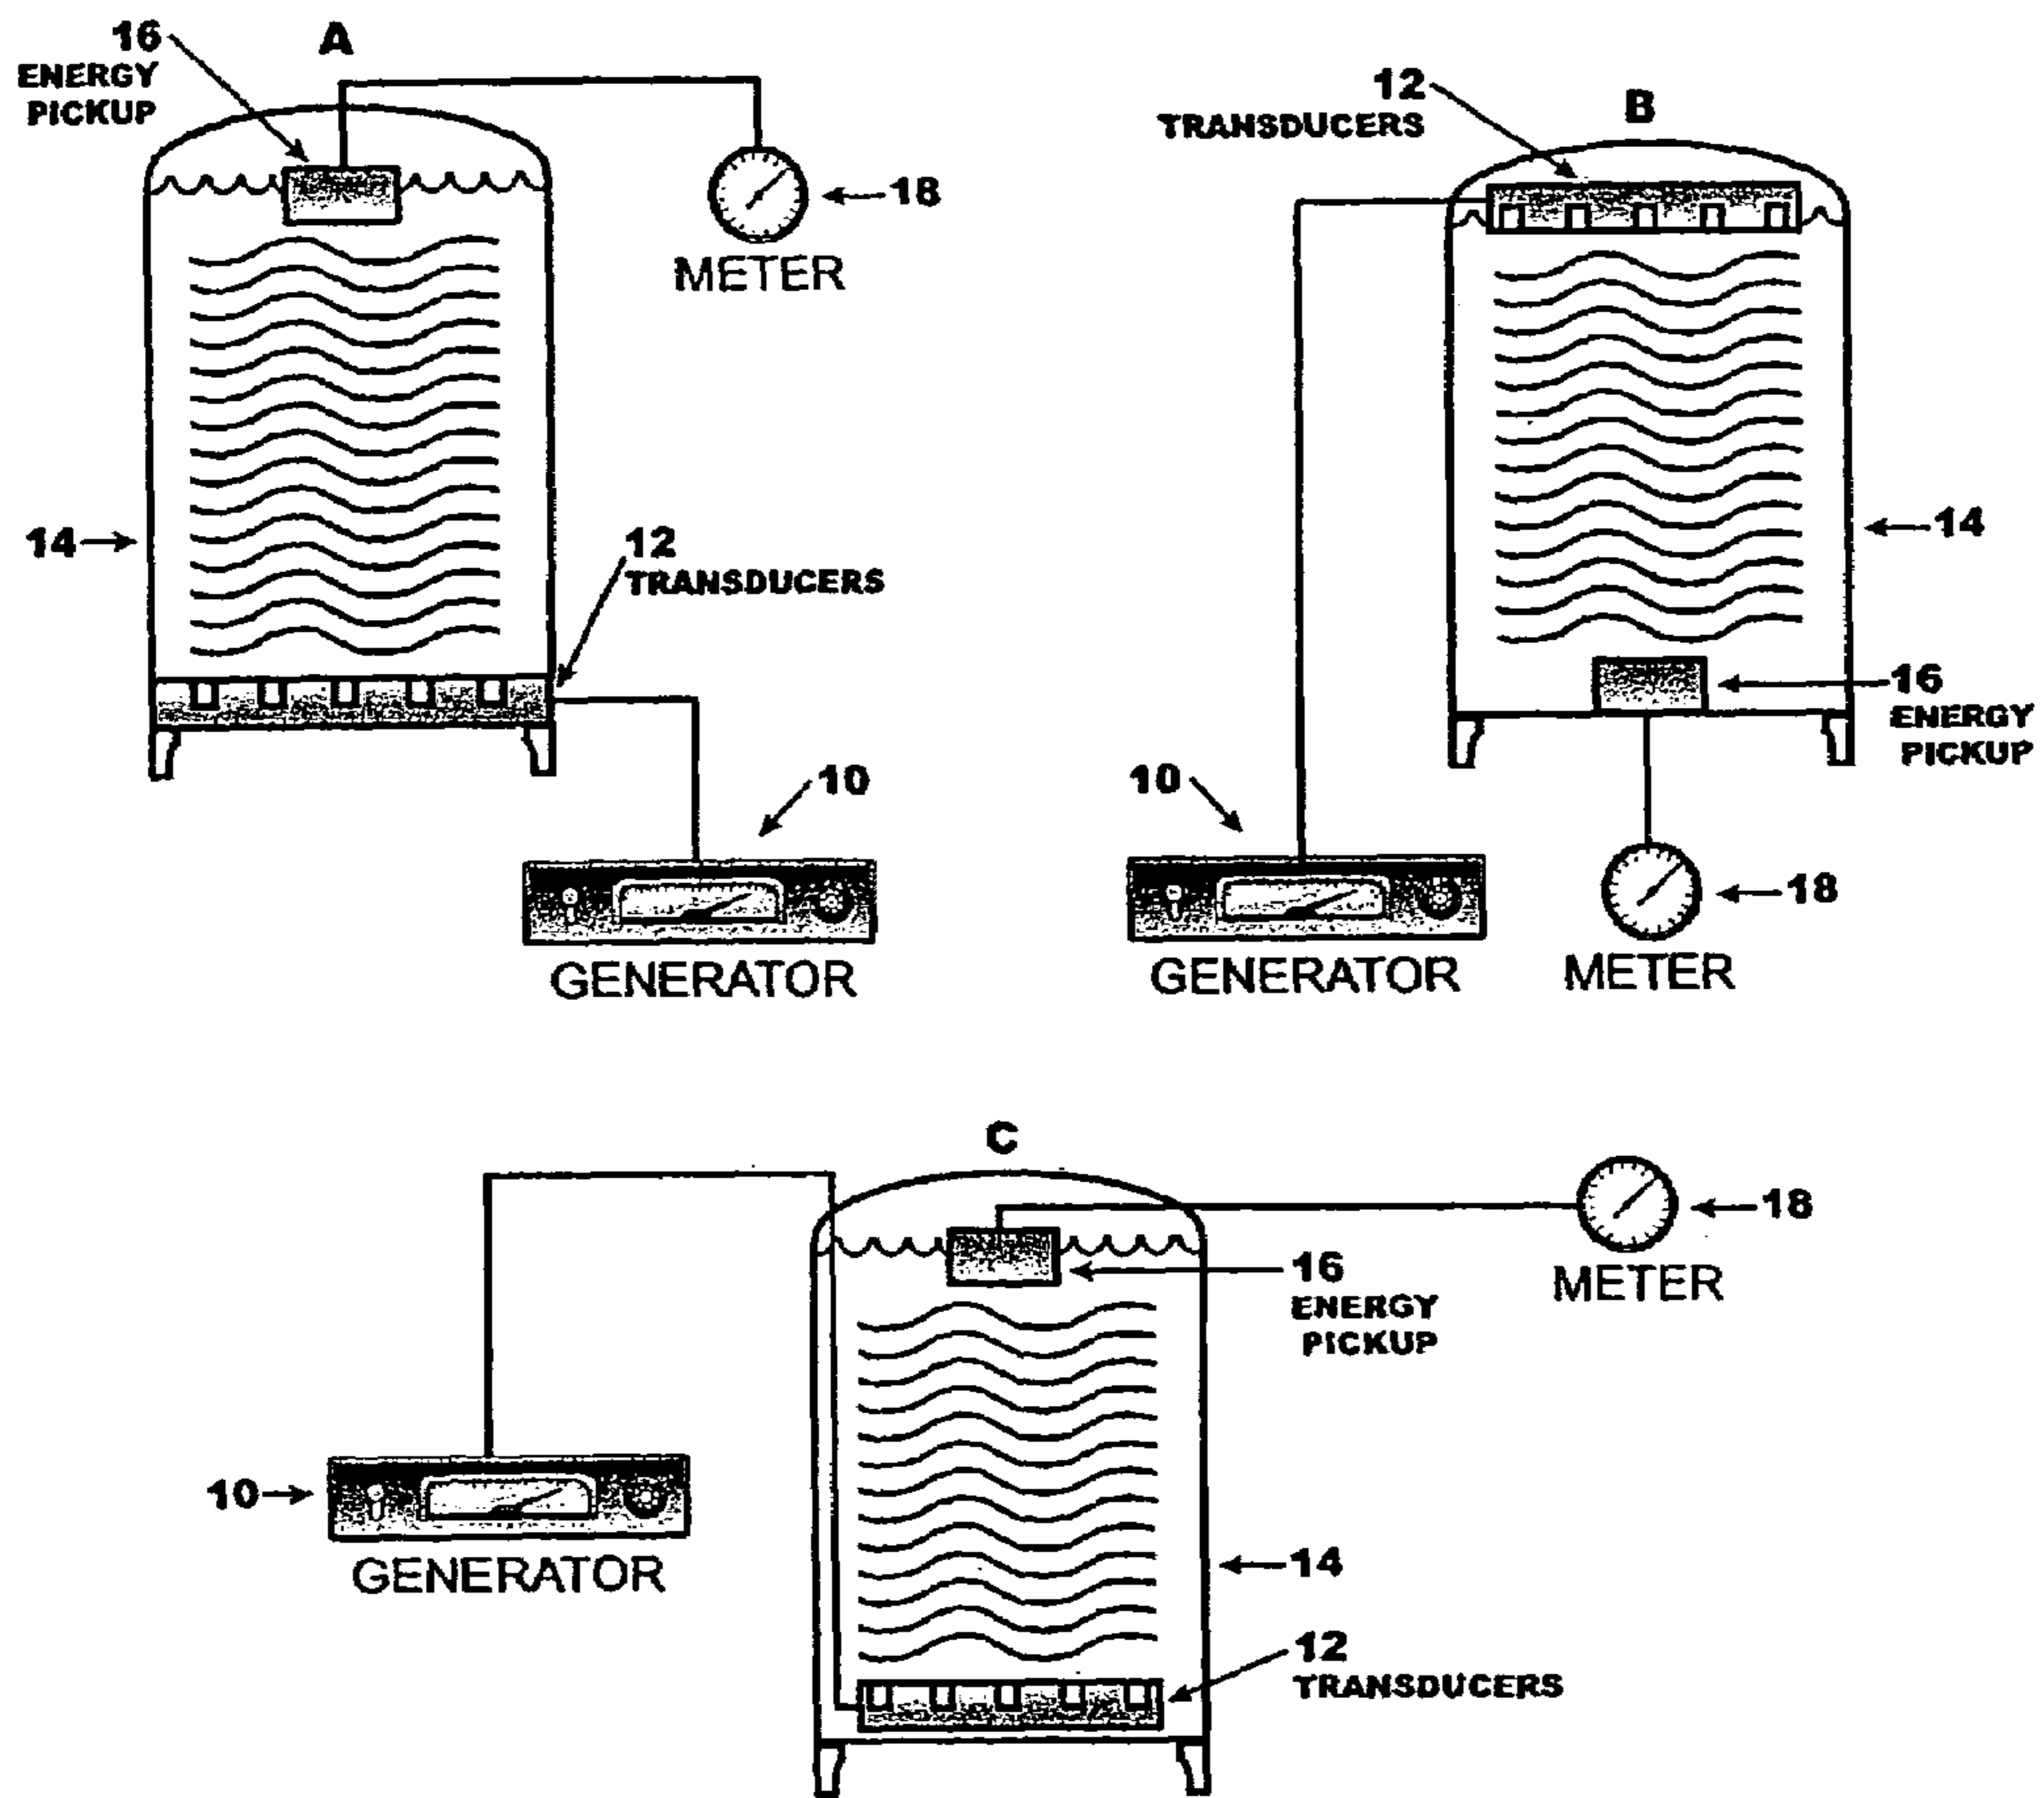 A
16
ENERGY
PICKUP
18
METER
14
12
TRANSDUCERS
10
GENERATOR
B
12
TRANSDUCERS
14
16
ENERGY
PICKUP
10
GENERATOR
18
METER
C
18
METER
16
ENERGY
PICKUP
10
GENERATOR
14
12
TRANSDUCERS